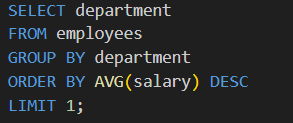 SELECT department
FROM employees
GROUP BY department
ORDER BY AVG(salary) DESC
LIMIT 1;